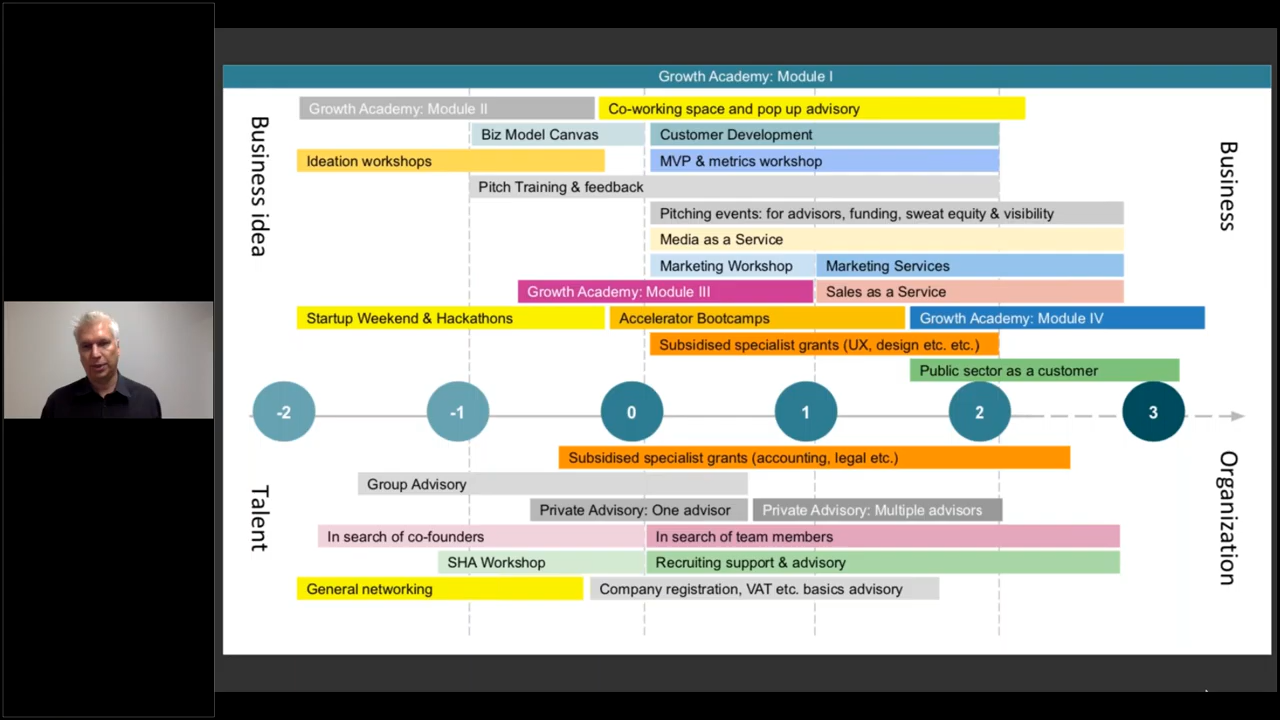 Growth Academy: Module I
Growth Academy: Module II
Co-working space and pop up advisory
Business idea
Business
Biz Model Canvas
Customer Development
Ideation workshops
MVP & metrics workshop
Pitch Training & feedback
Pitching events: for advisors, funding, sweat equity & visibility
Media as a Service
Marketing Workshop
Marketing Services
Growth Academy: Module III
Sales as a Service
Startup Weekend & Hackathons
Accelerator Bootcamps
Growth Academy: Module IV
Subsidised specialist grants (UX, design etc. etc.)
Public sector as a customer
-2
-1
0
1
2
3
Subsidised specialist grants (accounting, legal etc.)
Talent
Organization
Group Advisory
Private Advisory: One advisor
Private Advisory: Multiple advisors
In search of co-founders
In search of team members
SHA Workshop
Recruiting support & advisory
General networking
Company registration, VAT etc. basics advisory